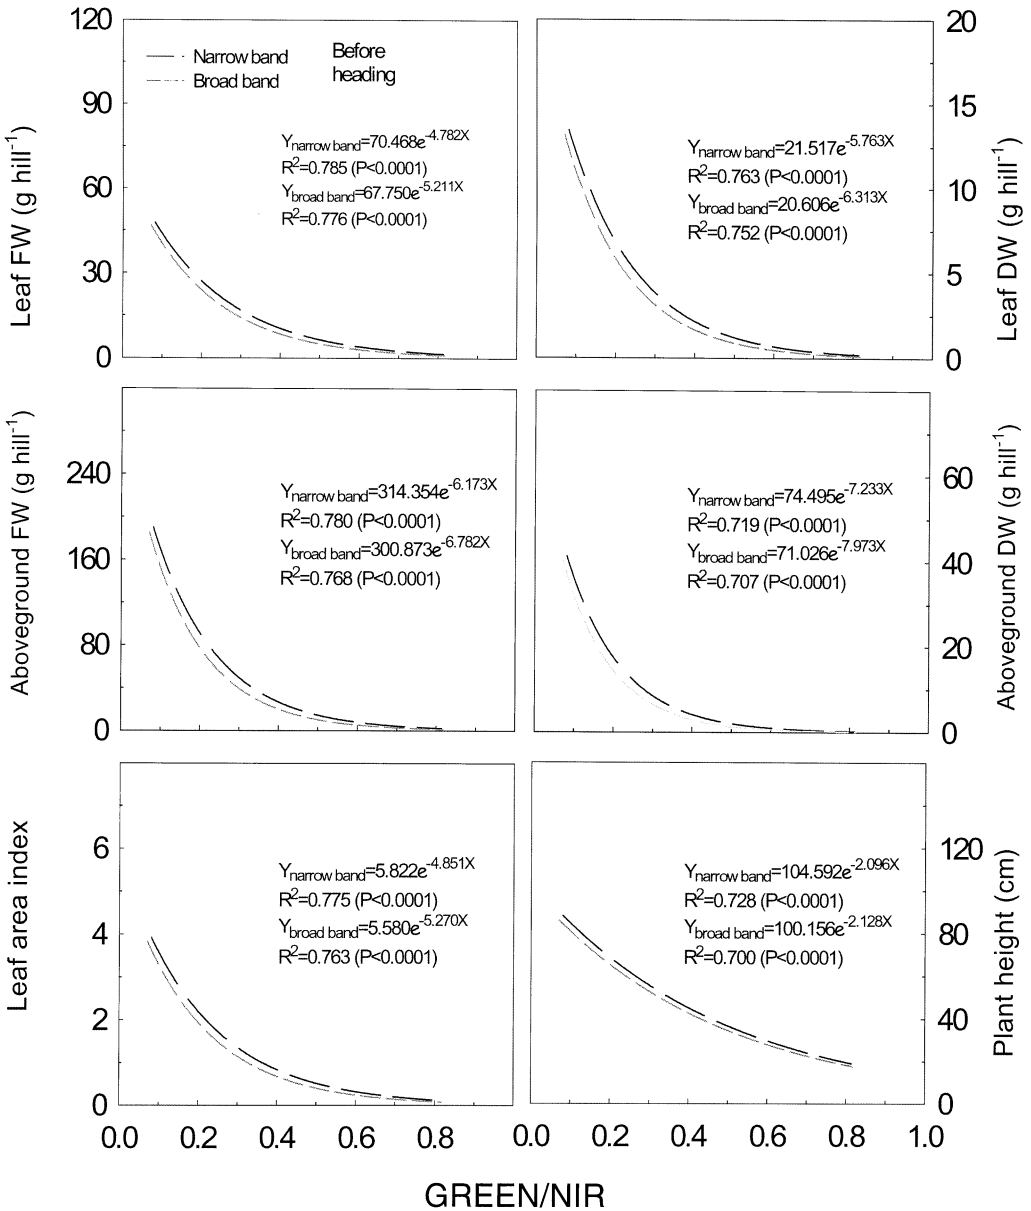 120
90
60
30
0
Leaf FW (g hill⁻¹)
Narrow band
Broad band
Before
heading
Y narrow band=70.468e^-4.782X
R²=0.785 (P<0.0001)
Y broad band=67.750e^-5.211X
R²=0.776 (P<0.0001)
20
15
10
5
0
Leaf DW (g hill⁻¹)
Y narrow band=21.517e^-5.763X
R²=0.763 (P<0.0001)
Y broad band=20.606e^-6.313X
R²=0.752 (P<0.0001)
240
160
80
0
Aboveground FW (g hill⁻¹)
Y narrow band=314.354e^-6.173X
R²=0.780 (P<0.0001)
Y broad band=300.873e^-6.782X
R²=0.768 (P<0.0001)
60
40
20
0
Aboveground DW (g hill⁻¹)
Y narrow band=74.495e^-7.233X
R²=0.719 (P<0.0001)
Y broad band=71.026e^-7.973X
R²=0.707 (P<0.0001)
6
4
2
0
Leaf area index
Y narrow band=5.822e^-4.851X
R²=0.775 (P<0.0001)
Y broad band=5.580e^-5.270X
R²=0.763 (P<0.0001)
120
80
40
0
Plant height (cm)
Y narrow band=104.592e^-2.096X
R²=0.728 (P<0.0001)
Y broad band=100.156e^-2.128X
R²=0.700 (P<0.0001)
0.0 0.2 0.4 0.6 0.8 0.0 0.2 0.4 0.6 0.8 1.0
GREEN/NIR